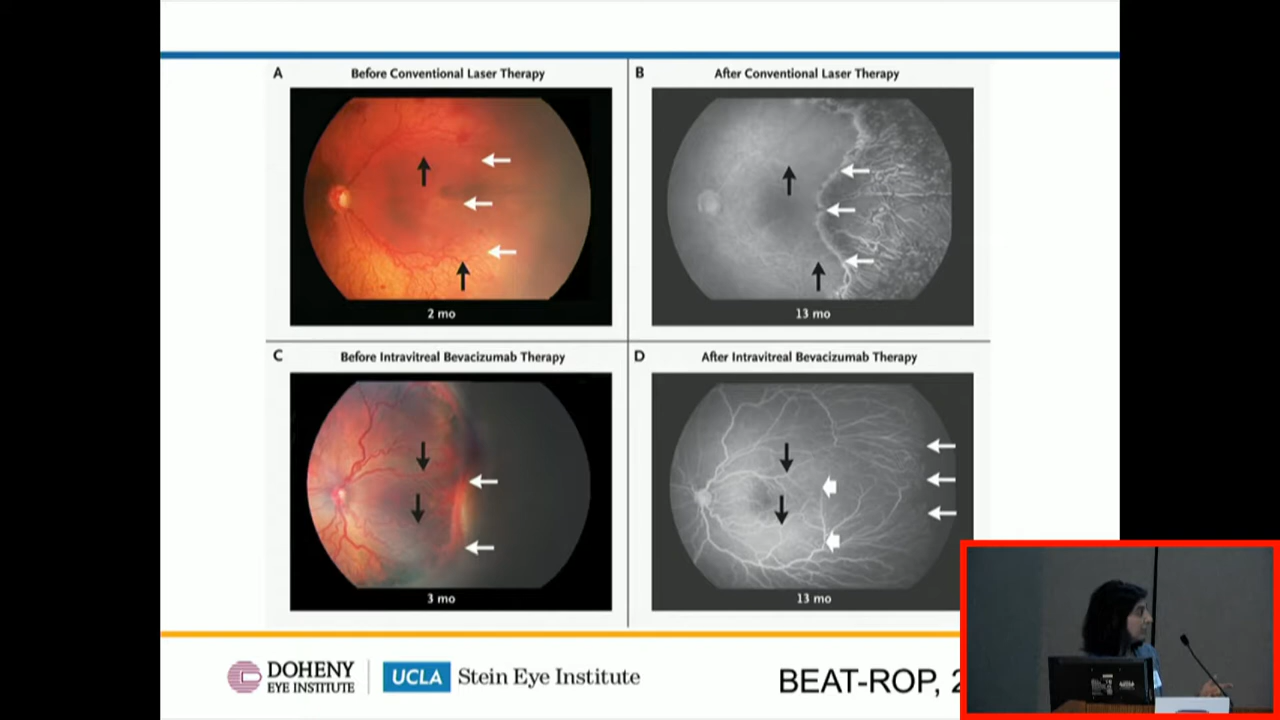 A Before Conventional Laser Therapy
B After Conventional Laser Therapy
2 mo
13 mo
C Before Intravitreal Bevacizumab Therapy
D After Intravitreal Bevacizumab Therapy
3 mo
13 mo
DOHENY
EYE INSTITUTE
UCLA Stein Eye Institute
BEAT-ROP, 2